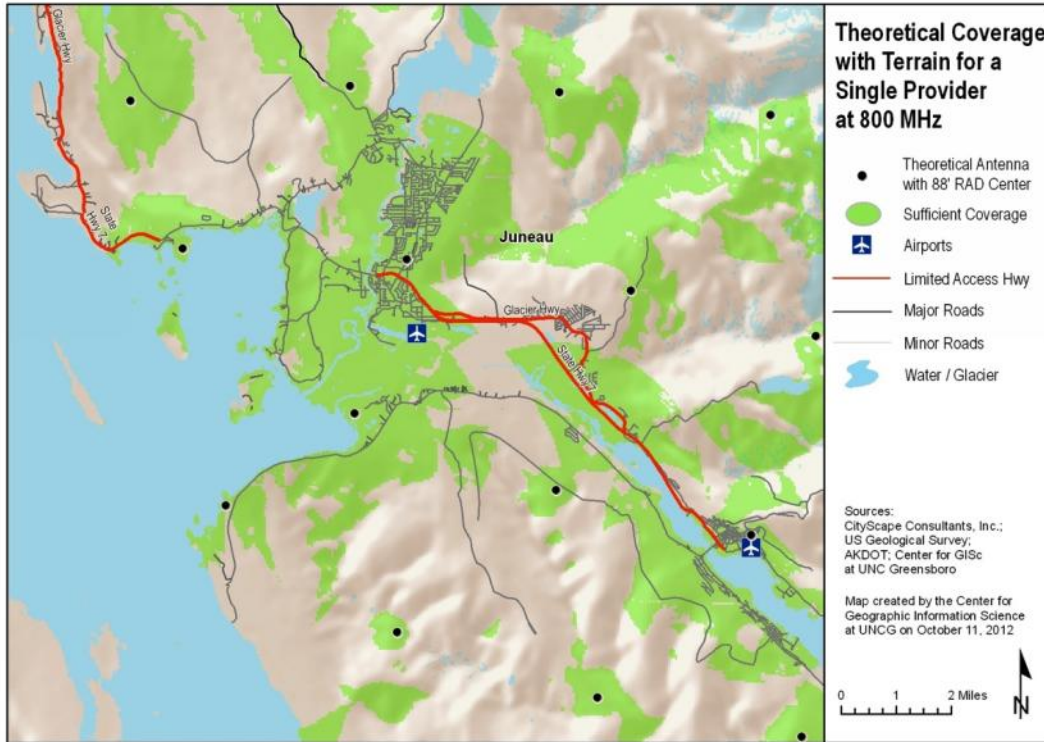 Glacier Hwy
State
Hwy 7
Juneau
Glacier Hwy
State Hwy 7
Theoretical Coverage
with Terrain for a
Single Provider
at 800 MHz
Theoretical Antenna
with 88' RAD Center
Sufficient Coverage
Airports
Limited Access Hwy
Major Roads
Minor Roads
Water / Glacier
Sources:
CityScape Consultants, Inc.;
US Geological Survey;
AKDOT; Center for GISc
at UNC Greensboro
Map created by the Center for
Geographic Information Science
at UNCG on October 11, 2012
0 1 2 Miles
N